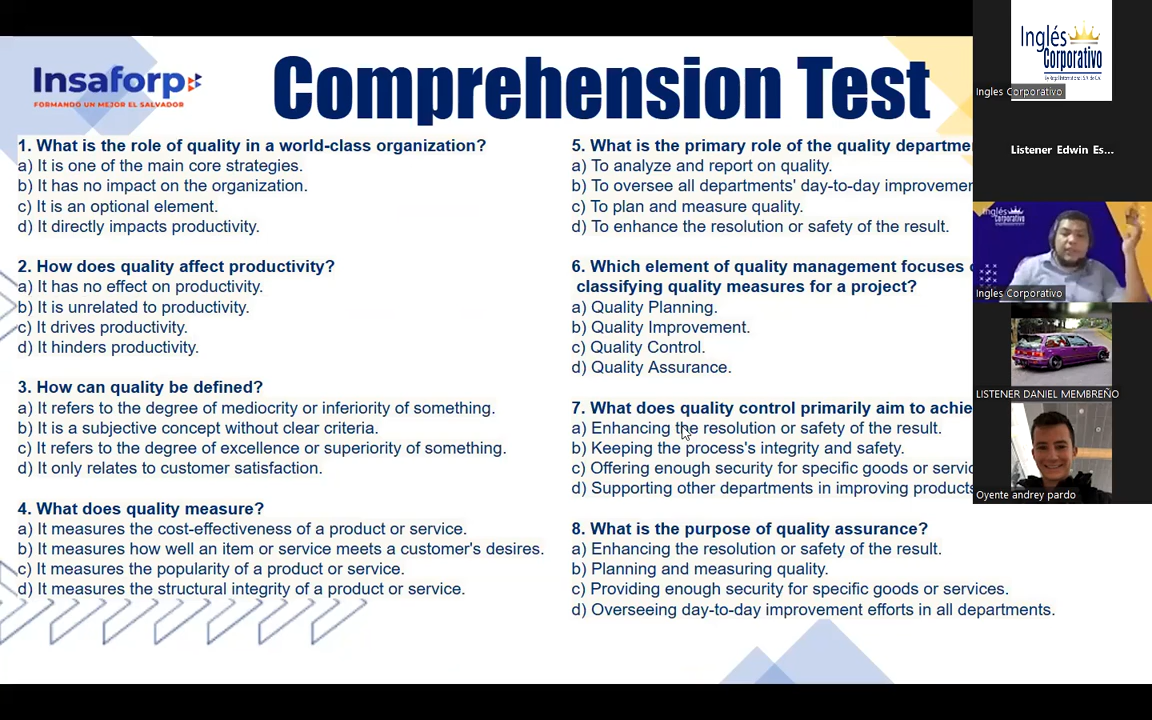 Insaforp
FORMANDO UN MEJOR EL SALVADOR
Comprehension Test
1. What is the role of quality in a world-class organization?
a) It is one of the main core strategies.
b) It has no impact on the organization.
c) It is an optional element.
d) It directly impacts productivity.
2. How does quality affect productivity?
a) It has no effect on productivity.
b) It is unrelated to productivity.
c) It drives productivity.
d) It hinders productivity.
3. How can quality be defined?
a) It refers to the degree of mediocrity or inferiority of something.
b) It is a subjective concept without clear criteria.
c) It refers to the degree of excellence or superiority of something.
d) It only relates to customer satisfaction.
4. What does quality measure?
a) It measures the cost-effectiveness of a product or service.
b) It measures how well an item or service meets a customer's desires.
c) It measures the popularity of a product or service.
d) It measures the structural integrity of a product or service.
5. What is the primary role of the quality departme
a) To analyze and report on quality.
b) To oversee all departments' day-to-day improvemen
c) To plan and measure quality.
d) To enhance the resolution or safety of the result.
6. Which element of quality management focuses
classifying quality measures for a project?
a) Quality Planning.
b) Quality Improvement.
c) Quality Control.
d) Quality Assurance.
7. What does quality control primarily aim to achie
a) Enhancing the resolution or safety of the result.
b) Keeping the process's integrity and safety.
c) Offering enough security for specific goods or servic
d) Supporting other departments in improving products
8. What is the purpose of quality assurance?
a) Enhancing the resolution or safety of the result.
b) Planning and measuring quality.
c) Providing enough security for specific goods or services.
d) Overseeing day-to-day improvement efforts in all departments.
Inglés
Corporativo
Ingles Corporativo
Listener Edwin Es...
Inglés
Corporativo
Ingles Corporativo
LISTENER DANIEL MEMBREÑO
Oyente andrey pardo